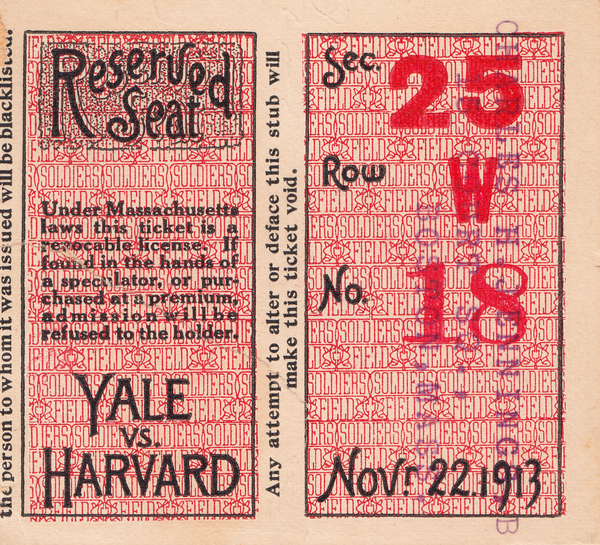 the person to whom it was issued will be blacklisted.
Reserved
Seat
Under Massachusetts
laws this ticket is a
revocable license. If
found in the hands of
a speculator, or pur-
chased at a premium,
admission will be
refused to the holder.
YALE
VS.
HARVARD
Any attempt to alter or deface this stub will
make this ticket void.
Sec. 25
Row W
No. 18
Nov. 22. 1913
SOLDIERS FIELD